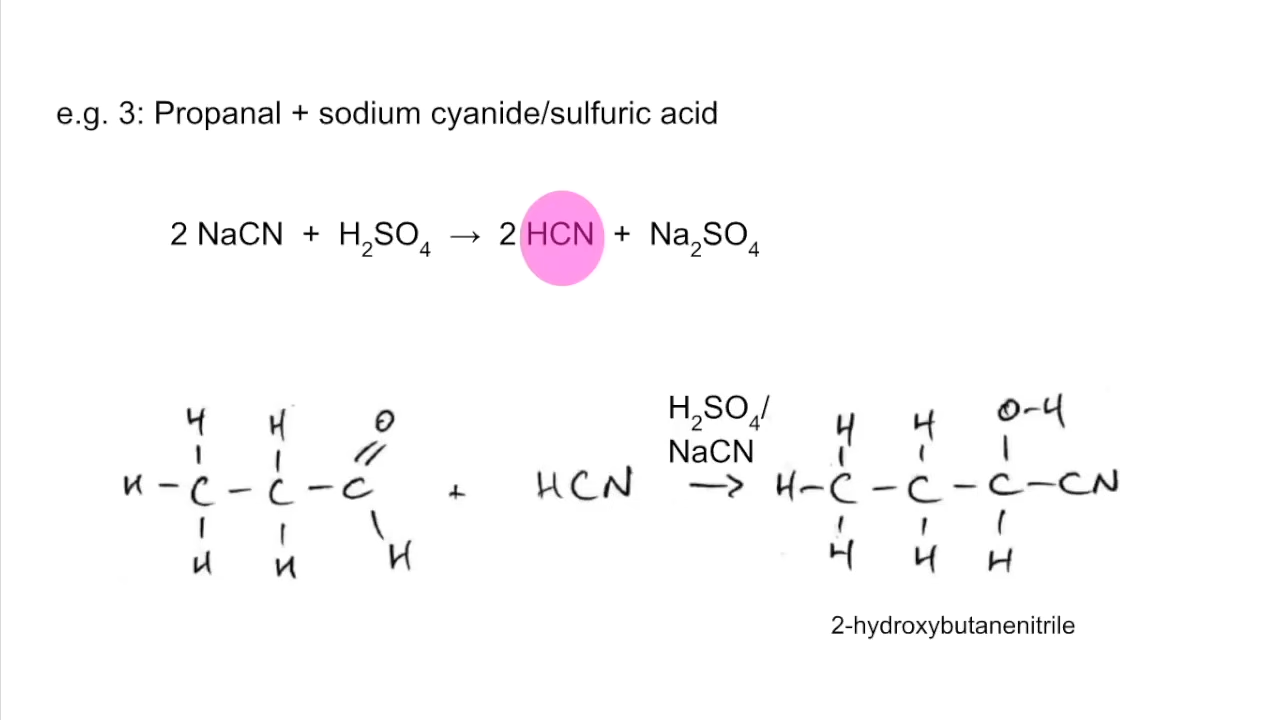 e.g. 3: Propanal + sodium cyanide/sulfuric acid
2 NaCN + H₂SO₄ → 2 HCN + Na₂SO₄
H H O
H – C – C – C + HCN
H H H
H₂SO₄/
NaCN
→
H H O–H
H–C – C – C–CN
H H H
2-hydroxybutanenitrile